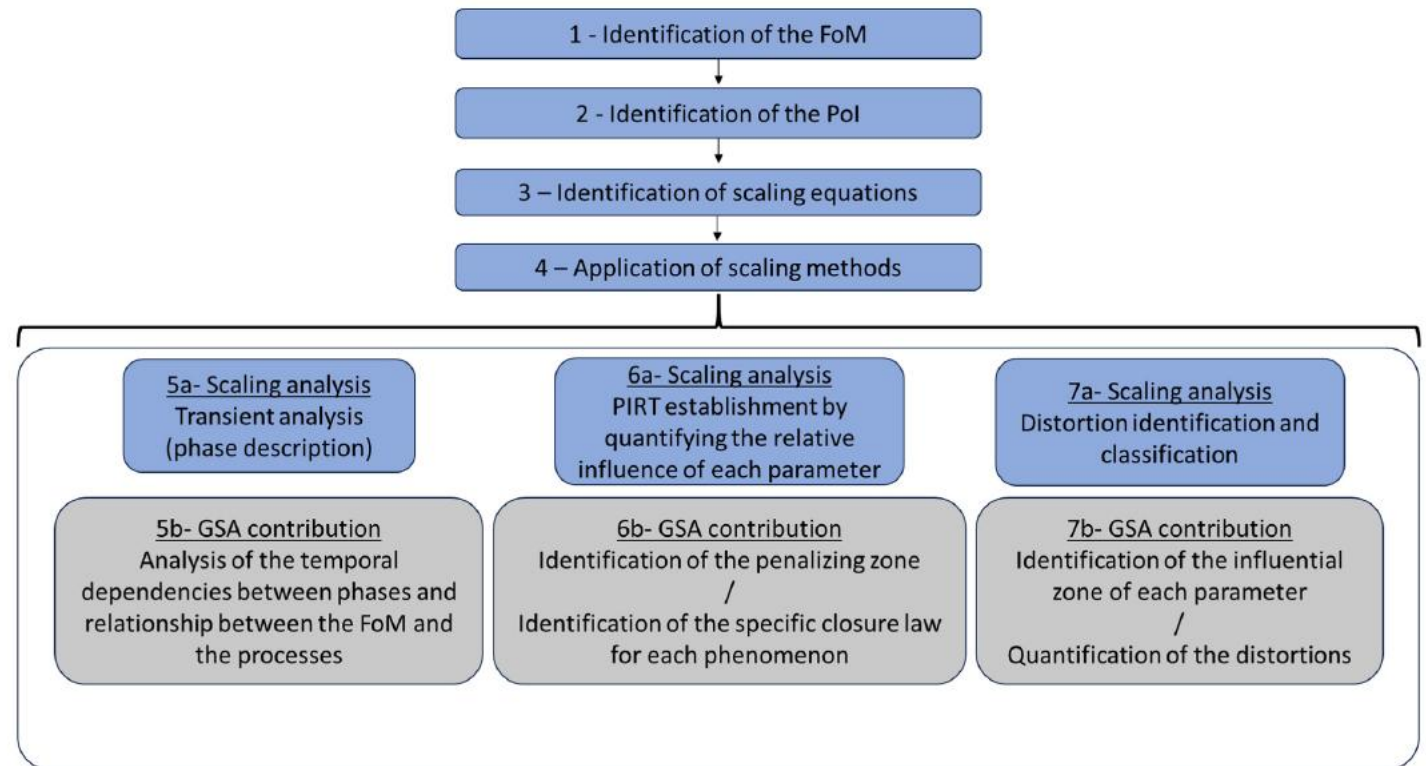 1 - Identification of the FoM
2 - Identification of the PoI
3 – Identification of scaling equations
4 – Application of scaling methods
5a- Scaling analysis
Transient analysis
(phase description)
6a- Scaling analysis
PIRT establishment by
quantifying the relative
influence of each parameter
7a- Scaling analysis
Distortion identification and
classification
5b- GSA contribution
Analysis of the temporal
dependencies between phases and
relationship between the FoM and
the processes
6b- GSA contribution
Identification of the penalizing zone
/
Identification of the specific closure law
for each phenomenon
7b- GSA contribution
Identification of the influential
zone of each parameter
/
Quantification of the distortions